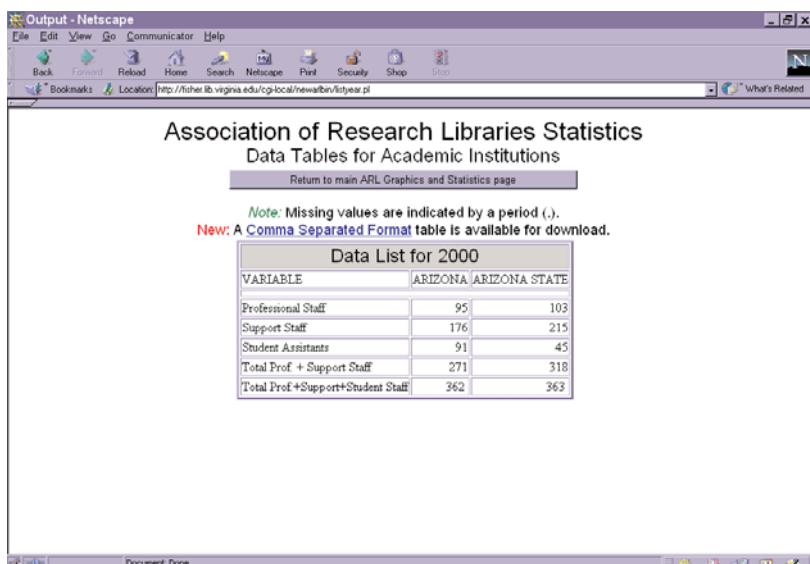 Output - Netscape
File Edit View Go Communicator Help
Back Forward Reload Home Search Netscape Print Security Shop Stop
Bookmarks Location: http://fisher.lib.virginia.edu/cgi-local/newarlbin/listyear.pl What's Related
Association of Research Libraries Statistics
Data Tables for Academic Institutions
Return to main ARL Graphics and Statistics page
Note: Missing values are indicated by a period (.).
New: A Comma Separated Format table is available for download.
Data List for 2000
VARIABLE ARIZONA ARIZONA STATE
Professional Staff 95 103
Support Staff 176 215
Student Assistants 91 45
Total Prof. + Support Staff 271 318
Total Prof.+Support+Student Staff 362 363
Document: Done